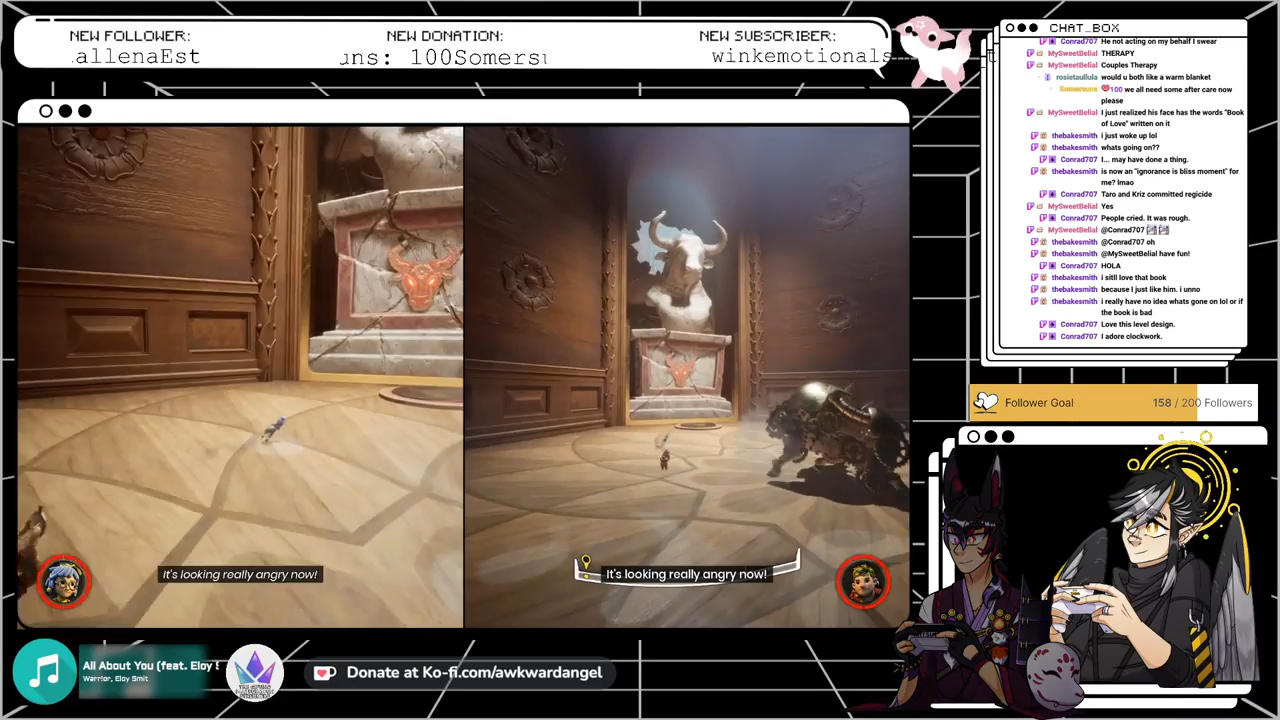 NEW FOLLOWER:
allenaEst
NEW DONATION:
100Somers
NEW SUBSCRIBER:
winkemotionals
CHAT_BOX
Conrad707 He not acting on my behalf I swear
MySweetBelial THERAPY
MySweetBelial Couples Therapy
rosietaullula would u both like a warm blanket
100 we all need some after care now
please
MySweetBelial I just realized his face has the words "Book
of Love" written on it
thebakesmith i just woke up lol
thebakesmith whats going on??
Conrad707 I... may have done a thing.
thebakesmith is now an "ignorance is bliss moment" for
me? lmao
Conrad707 Taro and Kriz committed regicide
MySweetBelial Yes
Conrad707 People cried. It was rough.
MySweetBelial @Conrad707
thebakesmith @Conrad707 oh
thebakesmith @MySweetBelial have fun!
Conrad707 HOLA
thebakesmith i sitll love that book
thebakesmith because I just like him. i unno
thebakesmith i really have no idea whats gone on lol or if
the book is bad
Conrad707 Love this level design.
Conrad707 I adore clockwork.
Follower Goal
158 / 200 Followers
It's looking really angry now!
It's looking really angry now!
All About You (feat. Eloy S
Warrior, Eloy Smit
Donate at Ko-fi.com/awkwardangel